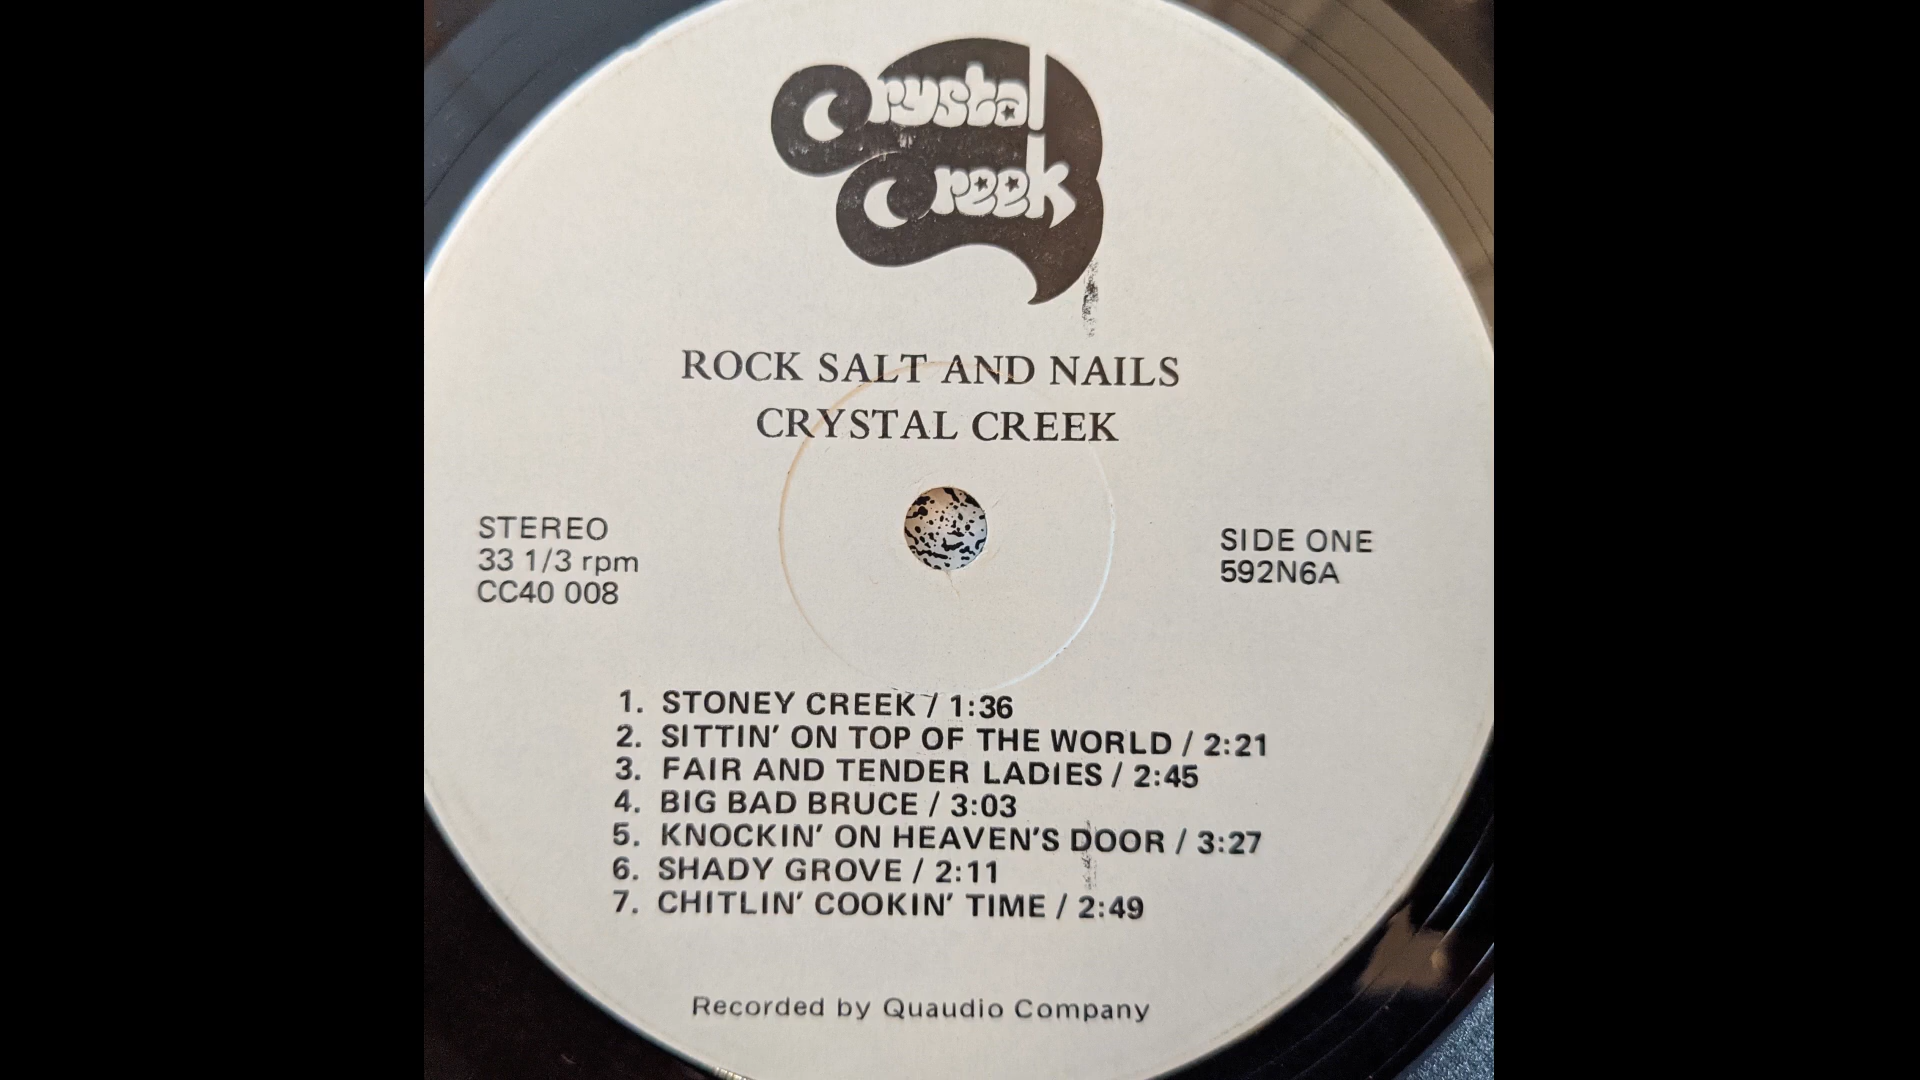 Crystal
Creek
ROCK SALT AND NAILS
CRYSTAL CREEK
STEREO
33 1/3 rpm
CC40 008
SIDE ONE
592N6A
1. STONEY CREEK / 1:36
2. SITTIN' ON TOP OF THE WORLD / 2:21
3. FAIR AND TENDER LADIES / 2:45
4. BIG BAD BRUCE / 3:03
5. KNOCKIN' ON HEAVEN'S DOOR / 3:27
6. SHADY GROVE / 2:11
7. CHITLIN' COOKIN' TIME / 2:49
Recorded by Quaudio Company